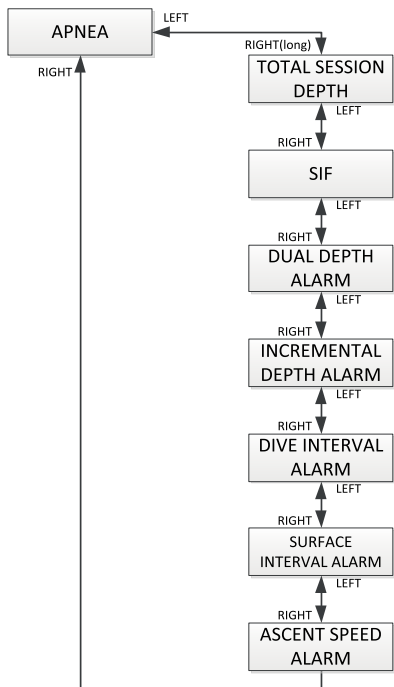 APNEA
LEFT
RIGHT(long)
RIGHT
TOTAL SESSION
DEPTH
LEFT
RIGHT
SIF
LEFT
RIGHT
DUAL DEPTH
ALARM
LEFT
RIGHT
INCREMENTAL
DEPTH ALARM
LEFT
RIGHT
DIVE INTERVAL
ALARM
LEFT
RIGHT
SURFACE
INTERVAL ALARM
LEFT
RIGHT
ASCENT SPEED
ALARM